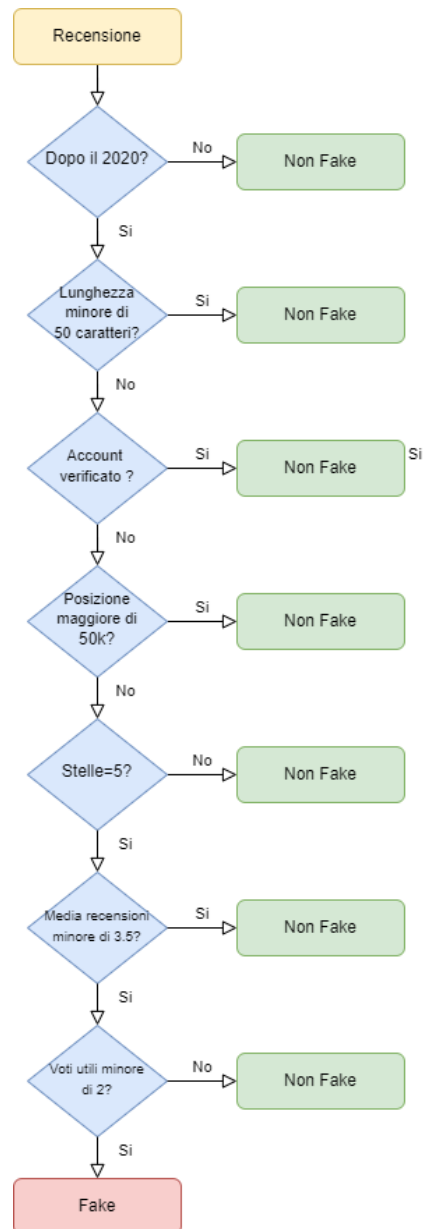 Recensione
Dopo il 2020?
No
Non Fake
Si
Lunghezza
minore di
50 caratteri?
Si
Non Fake
No
Account
verificato ?
Si
Non Fake
Si
No
Posizione
maggiore di
50k?
Si
Non Fake
No
Stelle=5?
No
Non Fake
Si
Media recensioni
minore di 3.5?
Si
Non Fake
Si
Voti utili minore
di 2?
No
Non Fake
Si
Fake